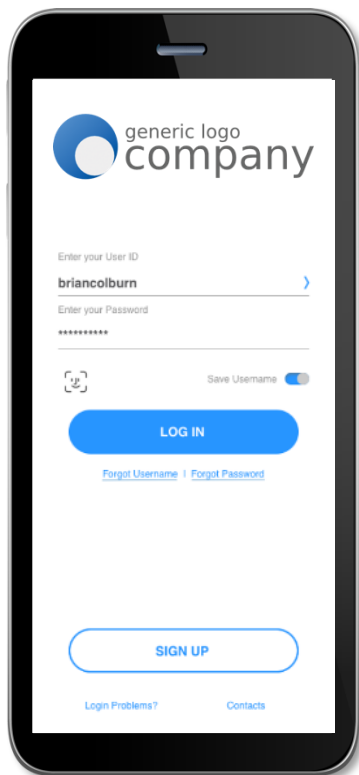 generic logo
company
Enter your User ID
briancolburn
Enter your Password
**********
Save Username
LOG IN
Forgot Username | Forgot Password
SIGN UP
Login Problems? Contacts